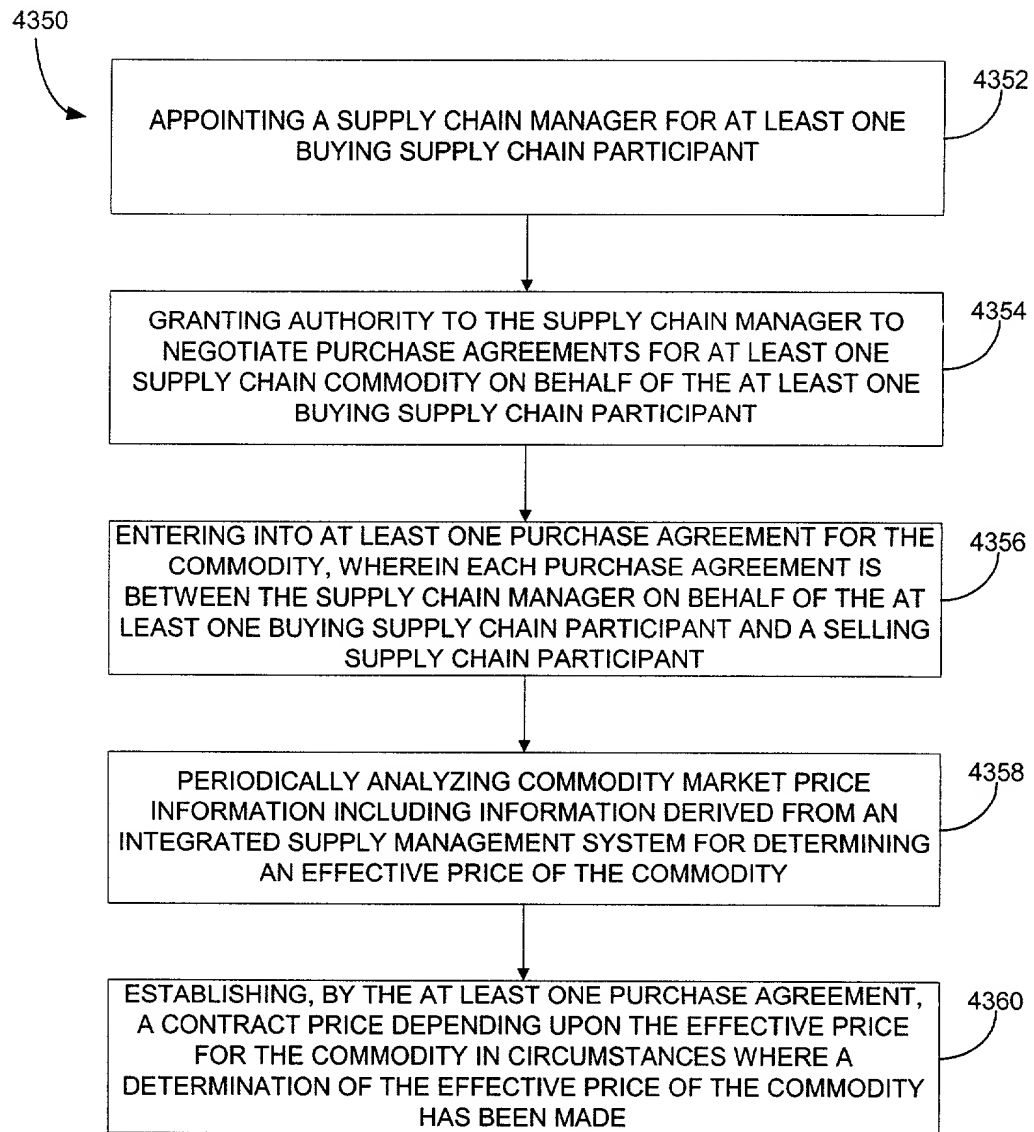 4350
4352
APPOINTING A SUPPLY CHAIN MANAGER FOR AT LEAST ONE
BUYING SUPPLY CHAIN PARTICIPANT
4354
GRANTING AUTHORITY TO THE SUPPLY CHAIN MANAGER TO
NEGOTIATE PURCHASE AGREEMENTS FOR AT LEAST ONE
SUPPLY CHAIN COMMODITY ON BEHALF OF THE AT LEAST ONE
BUYING SUPPLY CHAIN PARTICIPANT
4356
ENTERING INTO AT LEAST ONE PURCHASE AGREEMENT FOR THE
COMMODITY, WHEREIN EACH PURCHASE AGREEMENT IS
BETWEEN THE SUPPLY CHAIN MANAGER ON BEHALF OF THE AT
LEAST ONE BUYING SUPPLY CHAIN PARTICIPANT AND A SELLING
SUPPLY CHAIN PARTICIPANT
4358
PERIODICALLY ANALYZING COMMODITY MARKET PRICE
INFORMATION INCLUDING INFORMATION DERIVED FROM AN
INTEGRATED SUPPLY MANAGEMENT SYSTEM FOR DETERMINING
AN EFFECTIVE PRICE OF THE COMMODITY
4360
ESTABLISHING, BY THE AT LEAST ONE PURCHASE AGREEMENT,
A CONTRACT PRICE DEPENDING UPON THE EFFECTIVE PRICE
FOR THE COMMODITY IN CIRCUMSTANCES WHERE A
DETERMINATION OF THE EFFECTIVE PRICE OF THE COMMODITY
HAS BEEN MADE